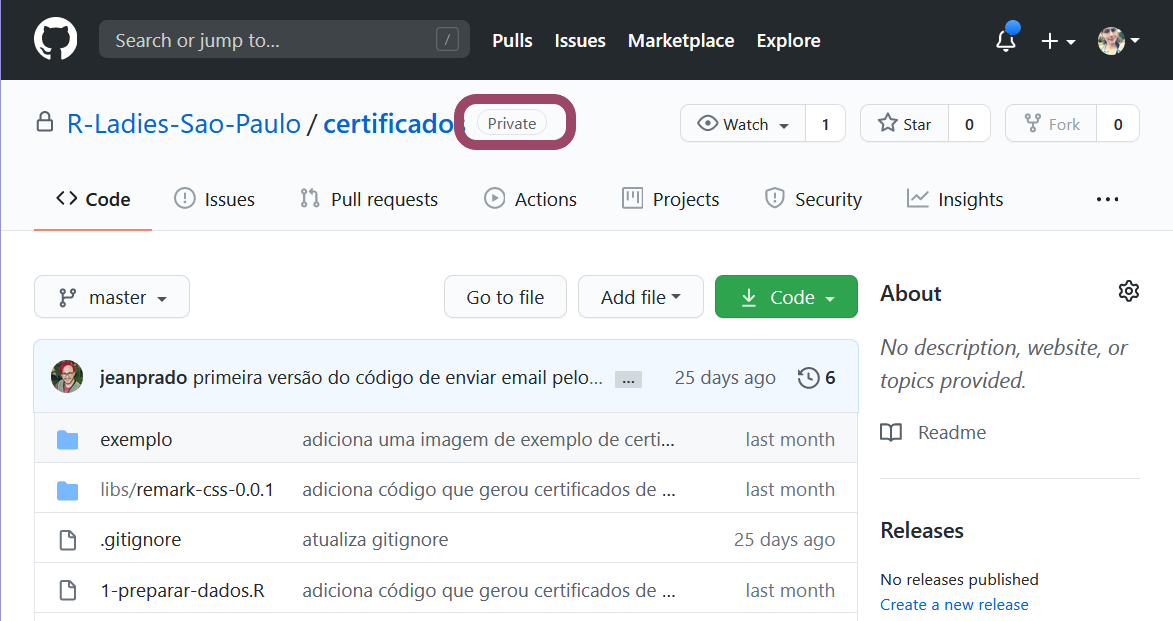 Search or jump to... /
Pulls Issues Marketplace Explore
R-Ladies-Sao-Paulo / certificados Private
Watch 1 Star 0 Fork 0
Code Issues Pull requests Actions Projects Security Insights ...
master Go to file Add file Code
About
No description, website, or
topics provided.
Readme
Releases
No releases published
Create a new release
jeanprado primeira versão do código de enviar email pelo... ... 25 days ago 6
exemplo adiciona uma imagem de exemplo de certi... last month
libs/remark-css-0.0.1 adiciona código que gerou certificados de ... last month
.gitignore atualiza gitignore 25 days ago
1-preparar-dados.R adiciona código que gerou certificados de ... last month